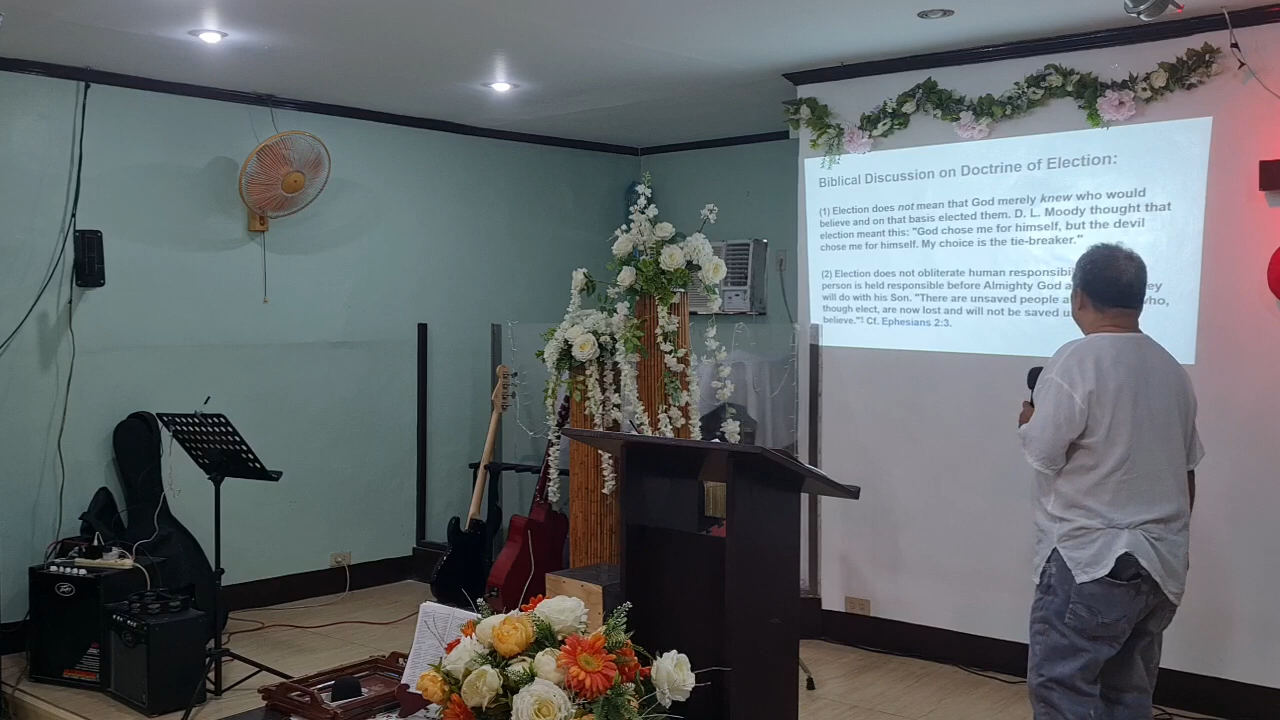 Biblical Discussion on Doctrine of Election:
(1) Election does not mean that God merely knew who would
believe and on that basis elected them. D. L. Moody thought that
election meant this: "God chose me for himself, but the devil
chose me for himself. My choice is the tie-breaker."
(2) Election does not obliterate human responsibi
person is held responsible before Almighty God a ey
will do with his Son. "There are unsaved people a ho,
though elect, are now lost and will not be saved u
believe."¹ Cf. Ephesians 2:3.
PEAVEY